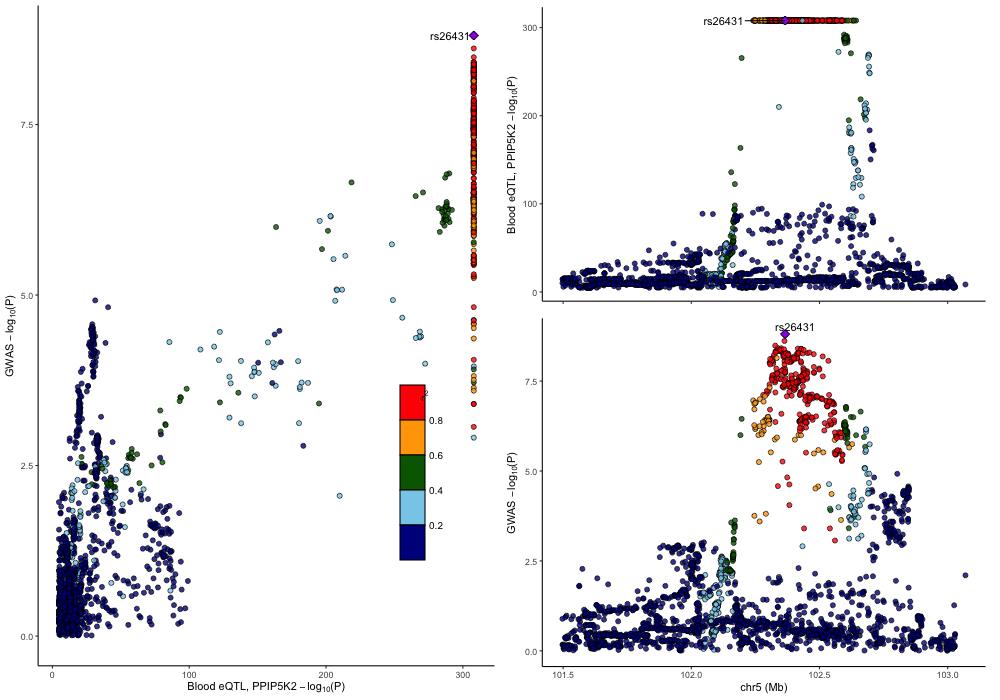 rs26431
7.5
5.0
2.5
0.0
GWAS −log10(P)
0
100
200
300
Blood eQTL, PPIP5K2 −log10(P)
r2
0.8
0.6
0.4
0.2
rs26431
300
200
100
0
Blood eQTL, PPIP5K2 −log10(P)
rs26431
7.5
5.0
2.5
0.0
GWAS −log10(P)
101.5
102.0
102.5
103.0
chr5 (Mb)